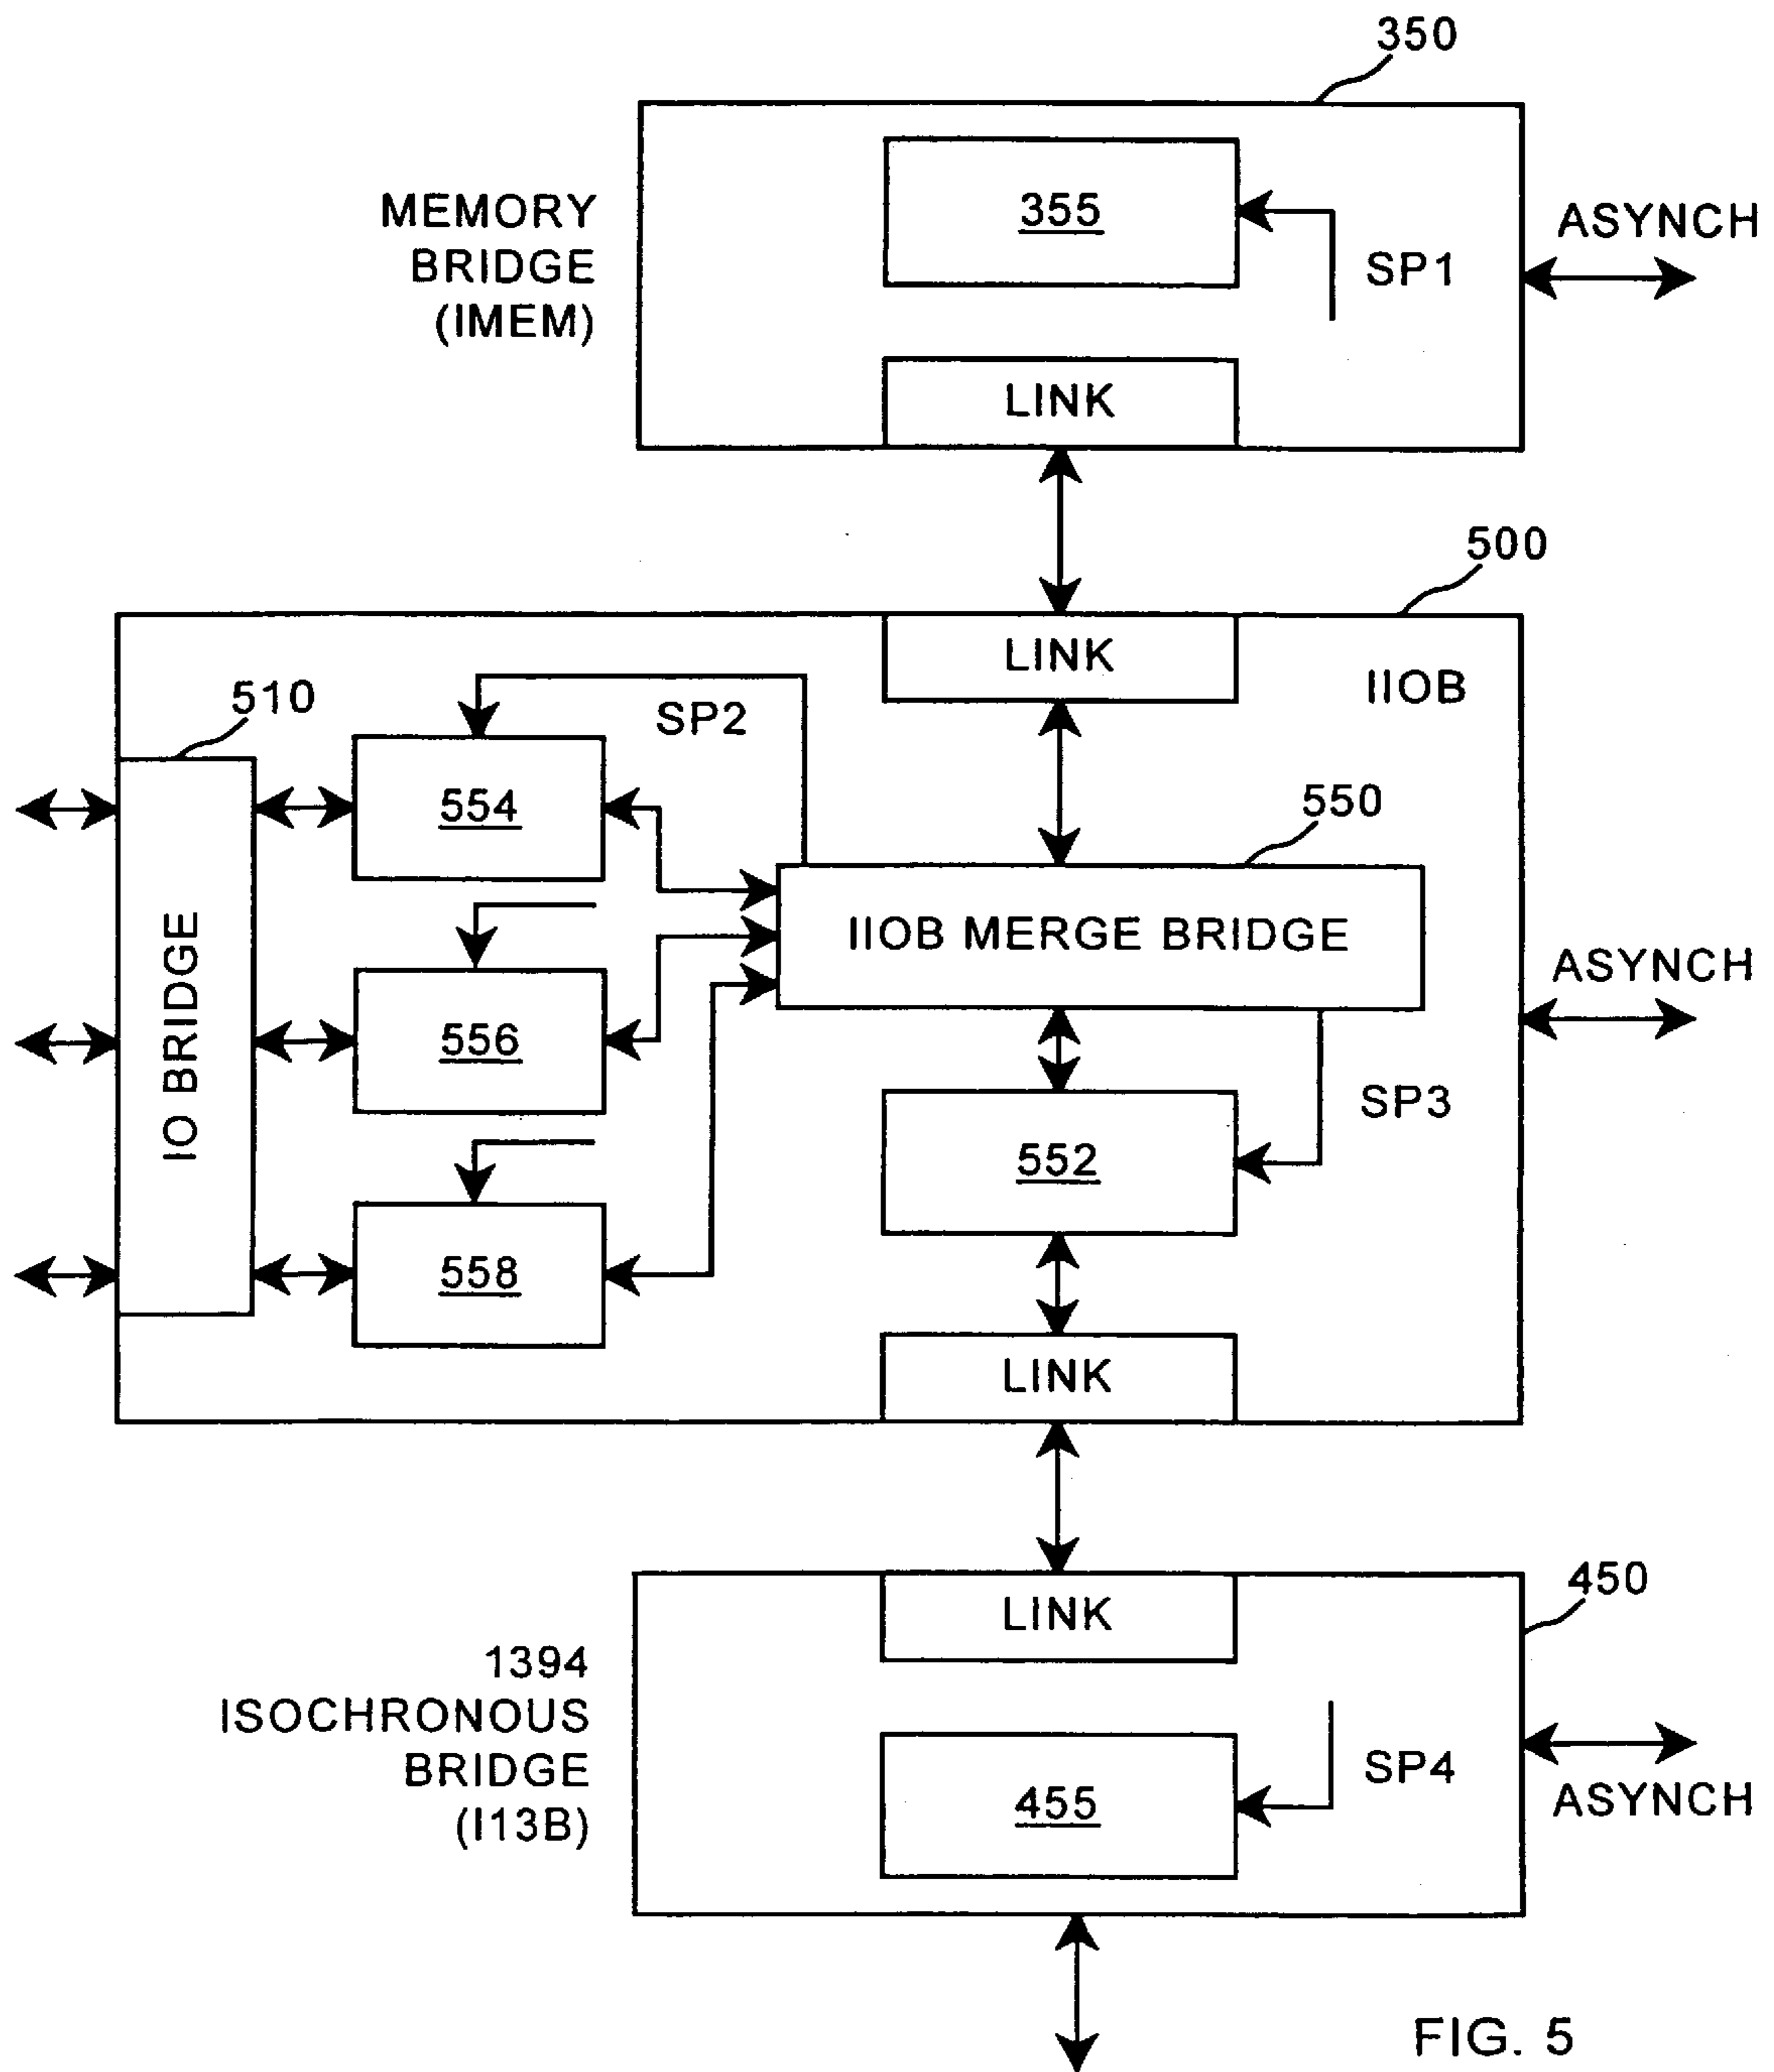 350
355
MEMORY
BRIDGE
(IMEM)
SP1
ASYNCH
LINK
500
LINK
IIOB
510
SP2
554
550
IIOB MERGE BRIDGE
IO BRIDGE
556
ASYNCH
SP3
552
558
LINK
450
LINK
1394
ISOCHRONOUS
BRIDGE
(I13B)
SP4
455
ASYNCH
FIG. 5